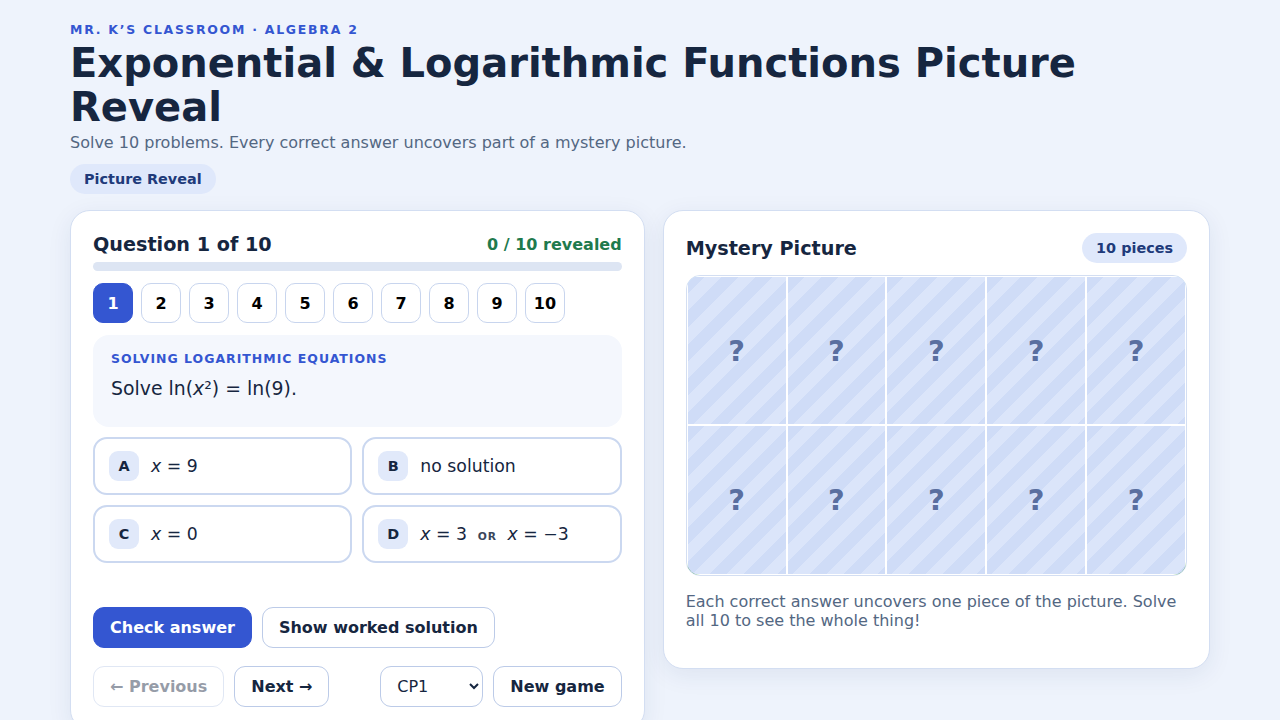 MR. K’S CLASSROOM · ALGEBRA 2
Exponential & Logarithmic Functions Picture
Reveal
Solve 10 problems. Every correct answer uncovers part of a mystery picture.
Picture Reveal
Question 1 of 10
0 / 10 revealed
1 2 3 4 5 6 7 8 9 10
SOLVING LOGARITHMIC EQUATIONS
Solve ln(x²) = ln(9).
A x = 9
B no solution
C x = 0
D x = 3 OR x = −3
Check answer
Show worked solution
← Previous
Next →
CP1
New game
Mystery Picture
10 pieces
? ? ? ? ?
? ? ? ? ?
Each correct answer uncovers one piece of the picture. Solve
all 10 to see the whole thing!